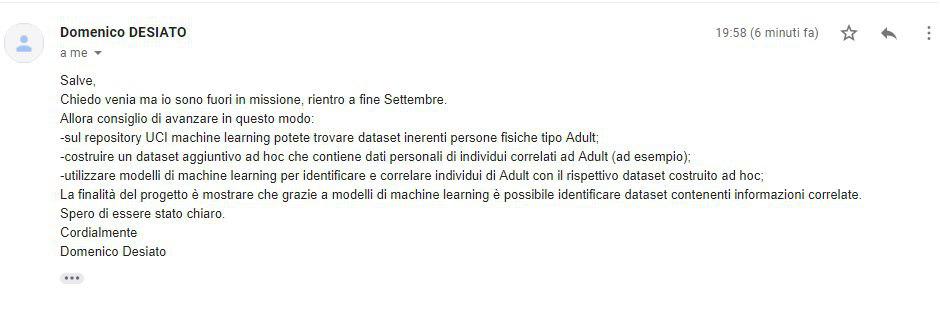 Domenico DESIATO
19:58 (6 minuti fa)
a me
Salve,
Chiedo venia ma io sono fuori in missione, rientro a fine Settembre.
Allora consiglio di avanzare in questo modo:
-sul repository UCI machine learning potete trovare dataset inerenti persone fisiche tipo Adult;
-costruire un dataset aggiuntivo ad hoc che contiene dati personali di individui correlati ad Adult (ad esempio);
-utilizzare modelli di machine learning per identificare e correlare individui di Adult con il rispettivo dataset costruito ad hoc;
La finalità del progetto è mostrare che grazie a modelli di machine learning è possibile identificare dataset contenenti informazioni correlate.
Spero di essere stato chiaro.
Cordialmente
Domenico Desiato